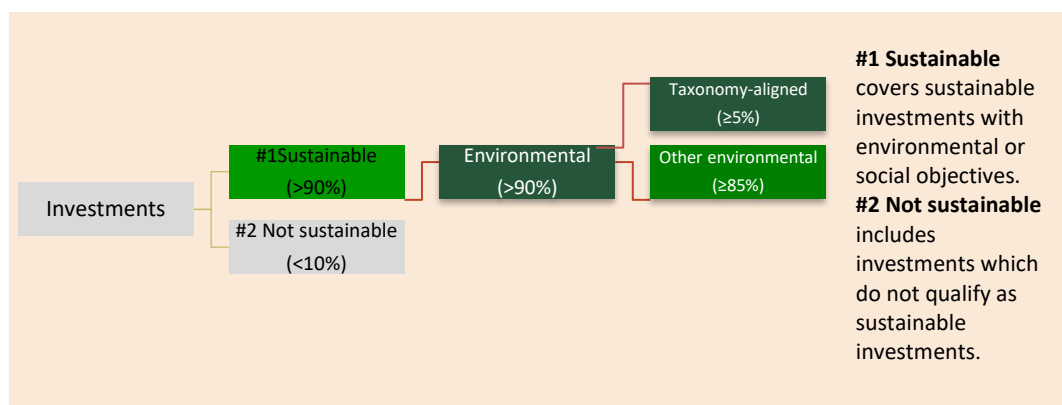 Investments
#1Sustainable
(>90%)
#2 Not sustainable
(<10%)
Environmental
(>90%)
Taxonomy-aligned
(≥5%)
Other environmental
(≥85%)
#1 Sustainable
covers sustainable
investments with
environmental or
social objectives.
#2 Not sustainable
includes
investments which
do not qualify as
sustainable
investments.